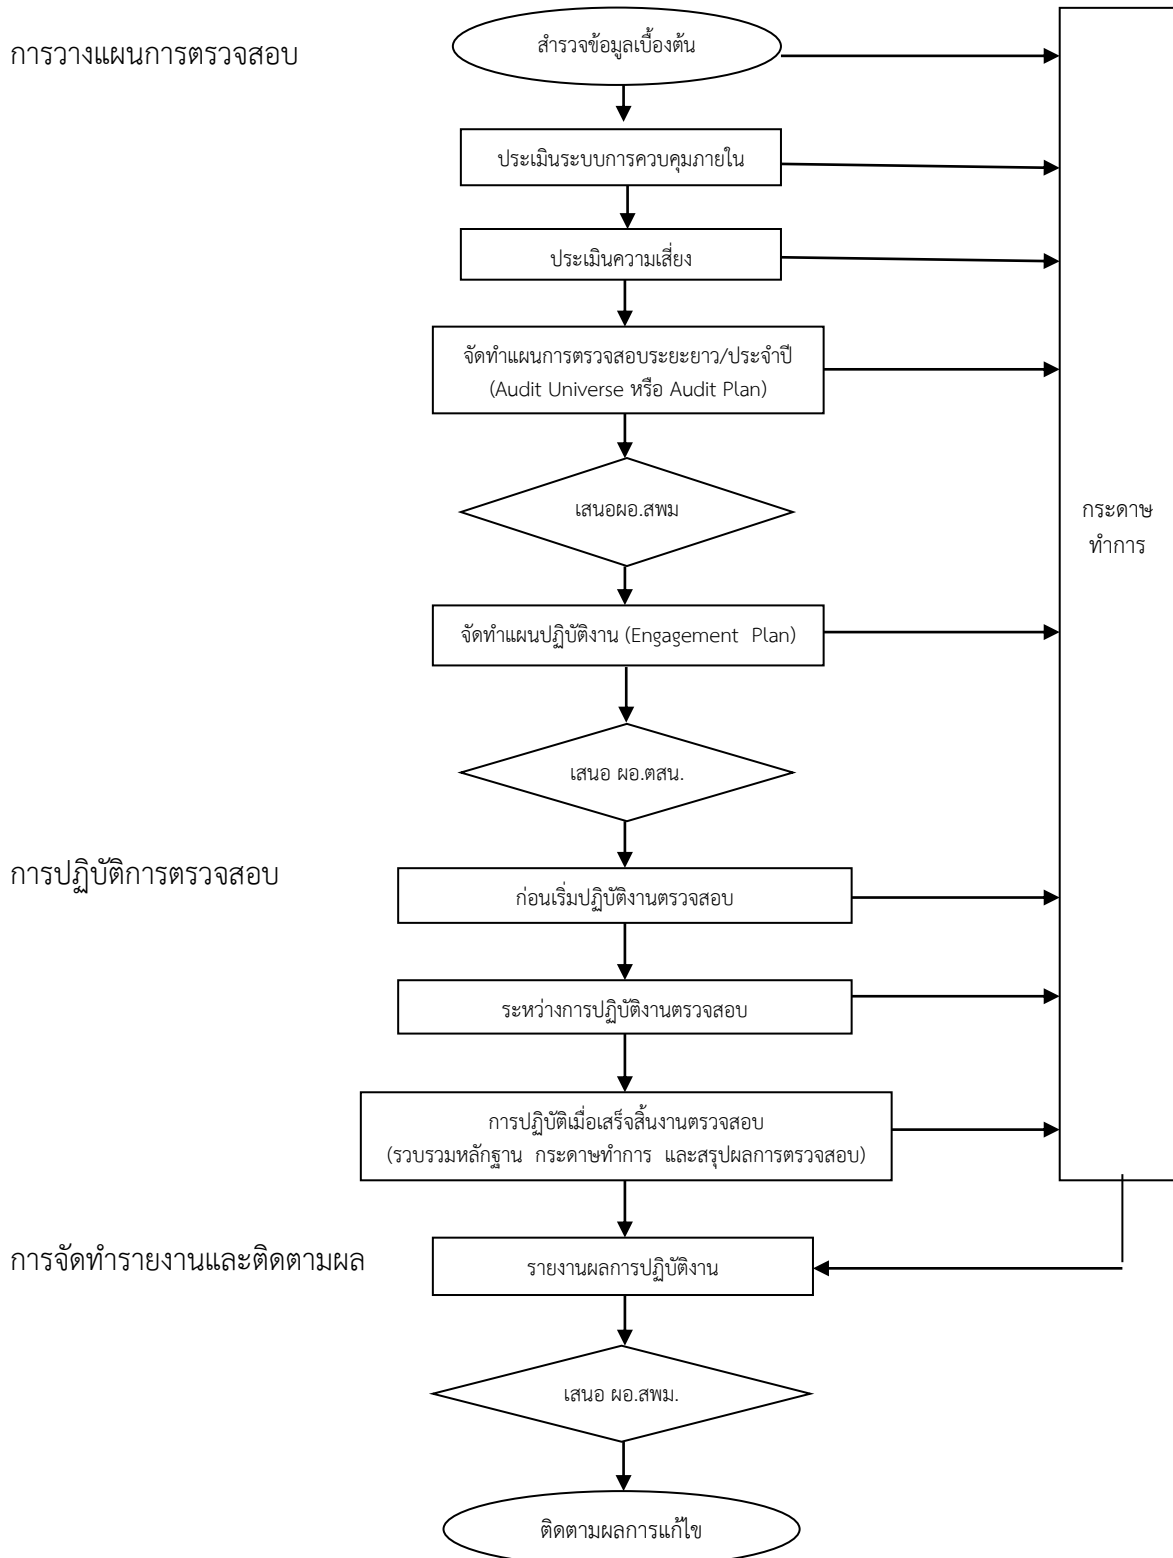 การวางแผนการตรวจสอบ
สำรวจข้อมูลเบื้องต้น
ประเมินระบบการควบคุมภายใน
ประเมินความเสี่ยง
จัดทำแผนการตรวจสอบระยะยาว/ประจำปี
(Audit Universe หรือ Audit Plan)
เสนอผอ.สพม
กระดาษ
ทำการ
จัดทำแผนปฏิบัติงาน (Engagement Plan)
เสนอ ผอ.ตสน.
การปฏิบัติการตรวจสอบ
ก่อนเริ่มปฏิบัติงานตรวจสอบ
ระหว่างการปฏิบัติงานตรวจสอบ
การปฏิบัติเมื่อเสร็จสิ้นงานตรวจสอบ
(รวบรวมหลักฐาน กระดาษทำการ และสรุปผลการตรวจสอบ)
การจัดทำรายงานและติดตามผล
รายงานผลการปฏิบัติงาน
เสนอ ผอ.สพม.
ติดตามผลการแก้ไข